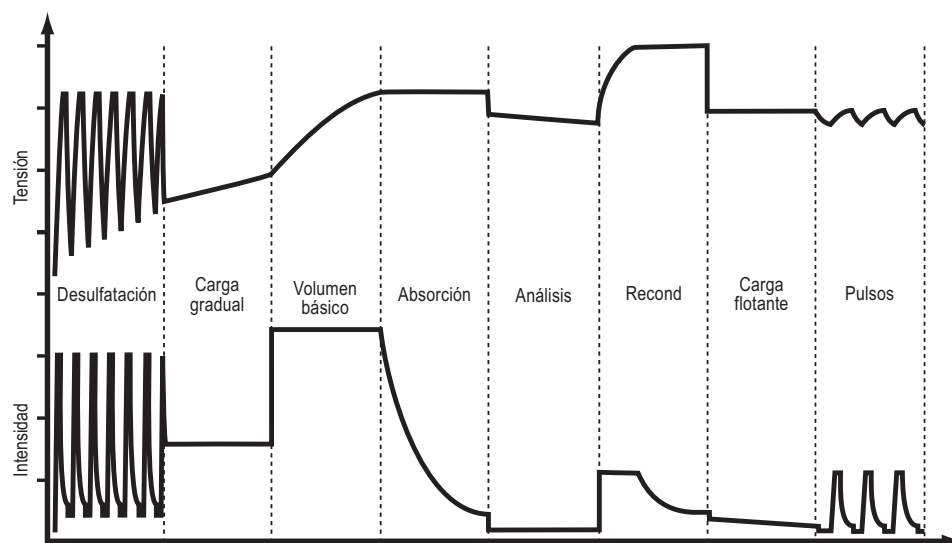 Tensión
Desulfatación
Carga
gradual
Volumen
básico
Absorción
Análisis
Recond
Carga
flotante
Pulsos
Intensidad